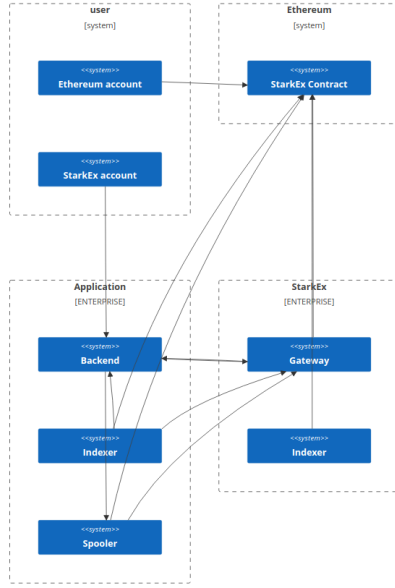 user
[system]
<<system>>
Ethereum account
<<system>>
StarkEx account
Ethereum
[system]
<<system>>
StarkEx Contract
Application
[ENTERPRISE]
<<system>>
Backend
<<system>>
Indexer
<<system>>
Spooler
StarkEx
[ENTERPRISE]
<<system>>
Gateway
<<system>>
Indexer